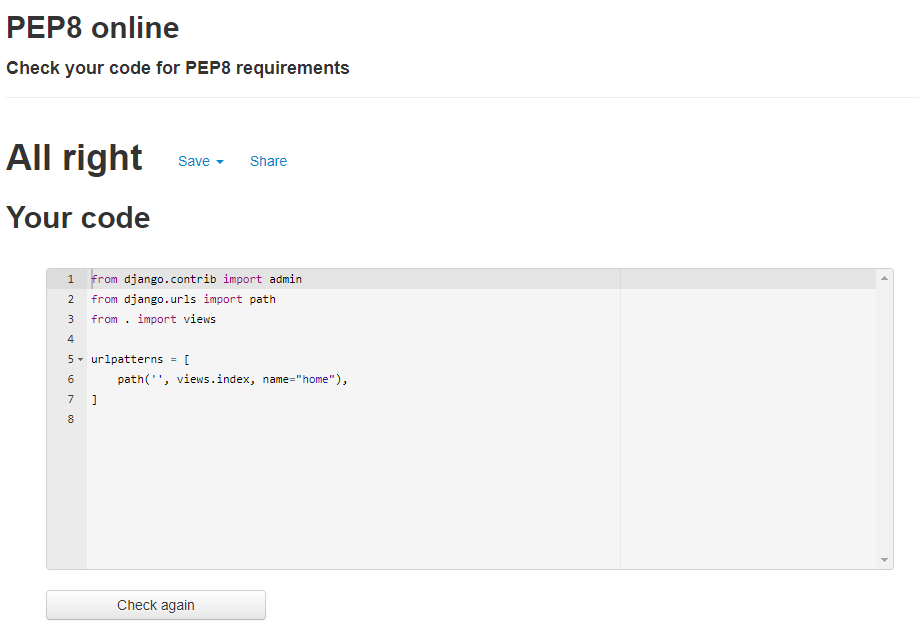 PEP8 online
Check your code for PEP8 requirements
All right Save Share
Your code
1 from django.contrib import admin
2 from django.urls import path
3 from . import views
4
5 urlpatterns = [
6     path('', views.index, name="home"),
7 ]
8
Check again